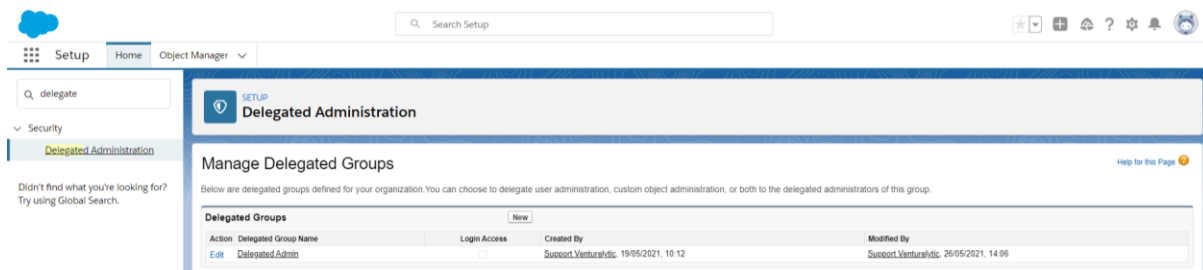 Search Setup
Setup Home Object Manager
delegate
Security
Delegated Administration
Didn't find what you're looking for?
Try using Global Search.
SETUP
Delegated Administration
Manage Delegated Groups
Help for this Page
Below are delegated groups defined for your organization.You can choose to delegate user administration, custom object administration, or both to the delegated administrators of this group.
Delegated Groups New
Action Delegated Group Name Login Access Created By Modified By
Edit Delegated Admin Support Venturelytic, 19/05/2021, 10:12 Support Venturelytic, 26/05/2021, 14:06